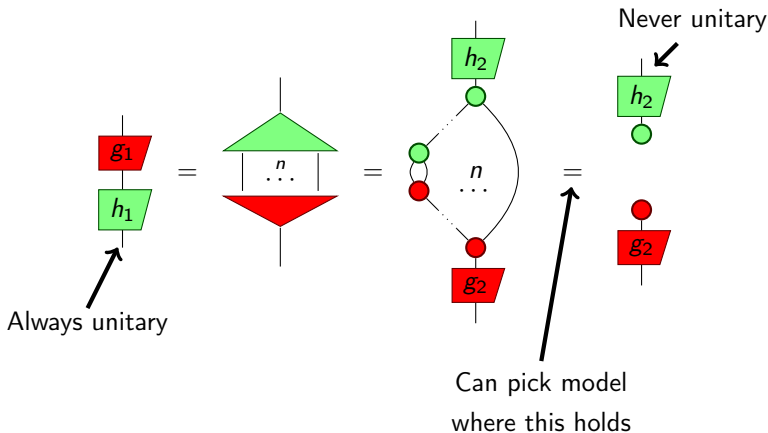 Never unitary
h₂
h₂
g₁
=
n
...
=
n
...
=
h₁
g₂
g₂
Always unitary
Can pick model
where this holds